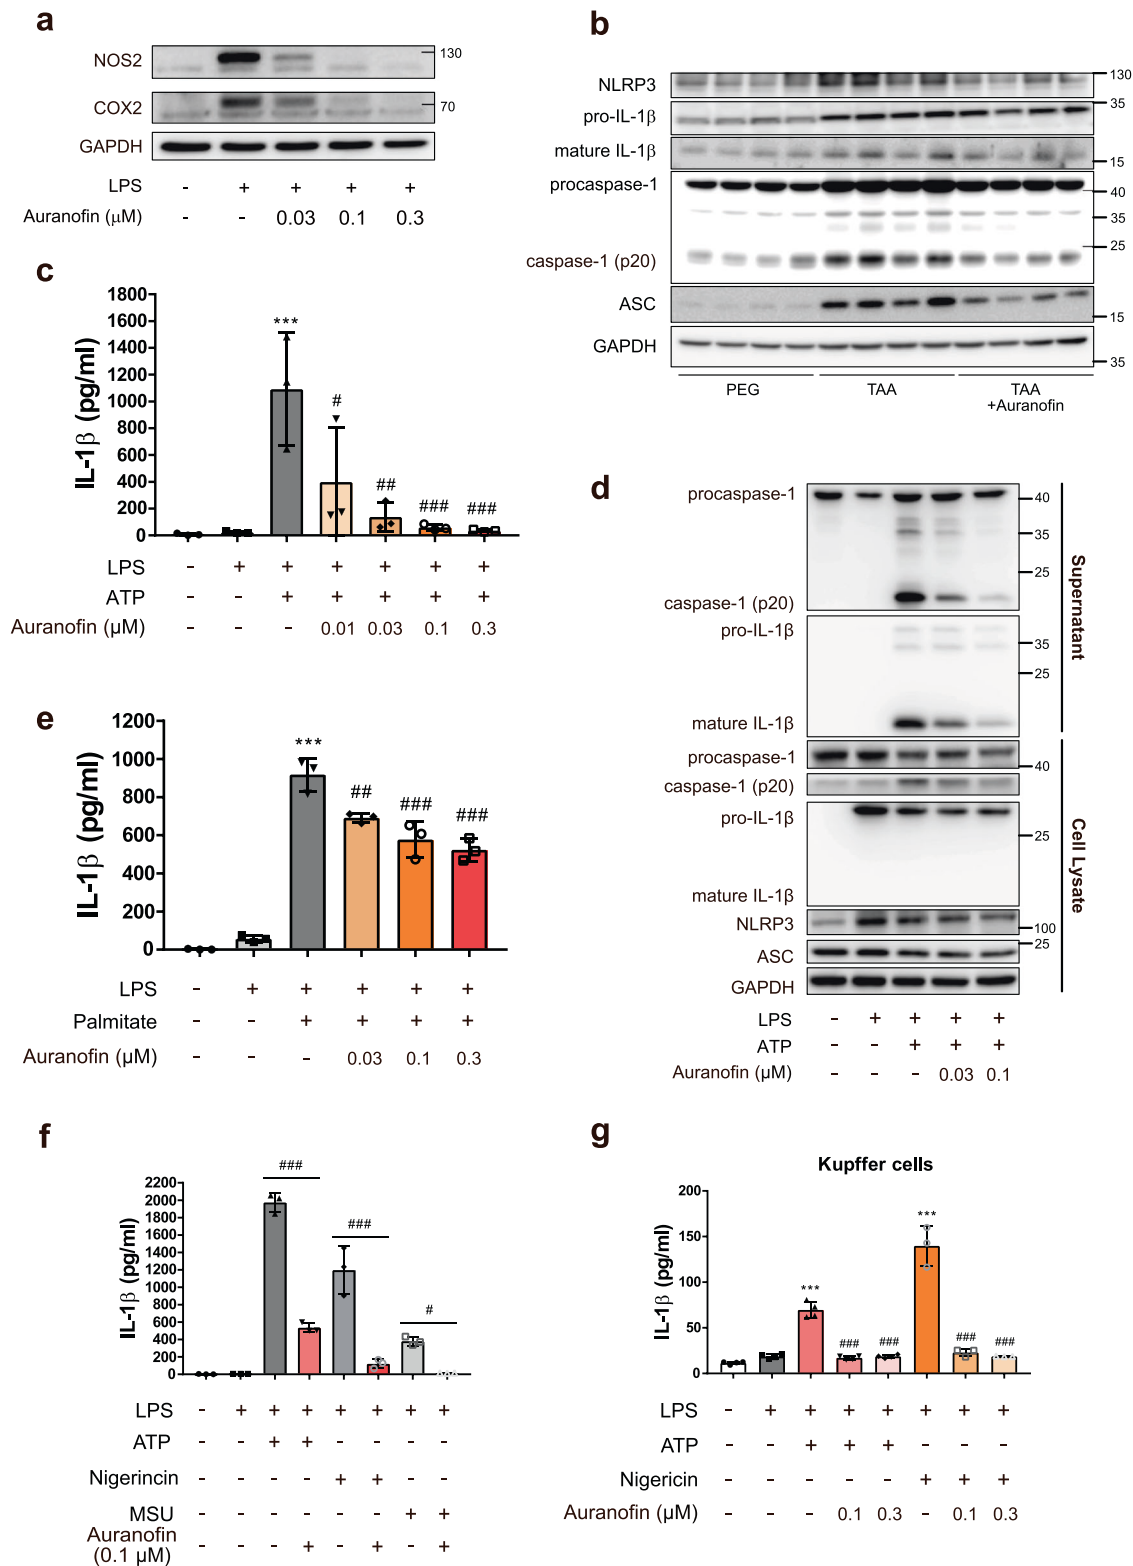 a
NOS2
130
COX2
70
GAPDH
LPS - + + + +
Auranofin (μM) - - 0.03 0.1 0.3
b
NLRP3
130
pro-IL-1β
35
mature IL-1β
15
procaspase-1
40
35
25
caspase-1 (p20)
ASC
15
GAPDH
35
PEG TAA TAA
+Auranofin
c
IL-1β (pg/ml)
1800
1600
1400
1200
1000
800
600
400
200
0
*** # ## ### ###
LPS - + + + + + +
ATP - - + + + + +
Auranofin (μM) - - - 0.01 0.03 0.1 0.3
d
procaspase-1
40
35
25
caspase-1 (p20)
pro-IL-1β
35
25
mature IL-1β
Supernatant
procaspase-1
40
caspase-1 (p20)
pro-IL-1β
25
mature IL-1β
NLRP3
100
25
ASC
GAPDH
Cell Lysate
LPS - + + + +
ATP - - + + +
Auranofin (μM) - - - 0.03 0.1
e
IL-1β (pg/ml)
1200
1000
800
600
400
200
0
*** ## ### ###
LPS - + + + + +
Palmitate - - + + + +
Auranofin (μM) - - - 0.03 0.1 0.3
f
IL-1β (pg/ml)
2200
2000
1800
1600
1400
1200
1000
800
600
400
200
0
### ### #
LPS - + + + + + + +
ATP - - + + - - - -
Nigerincin - - - - + + - -
MSU - - - - - - + +
Auranofin - - - + - + - +
(0.1 μM)
g
Kupffer cells
IL-1β (pg/ml)
200
150
100
50
0
*** ### ### *** ### ###
LPS - + + + + + + +
ATP - - + + + - - -
Nigericin - - - - - + + +
Auranofin (μM) - - - 0.1 0.3 - 0.1 0.3